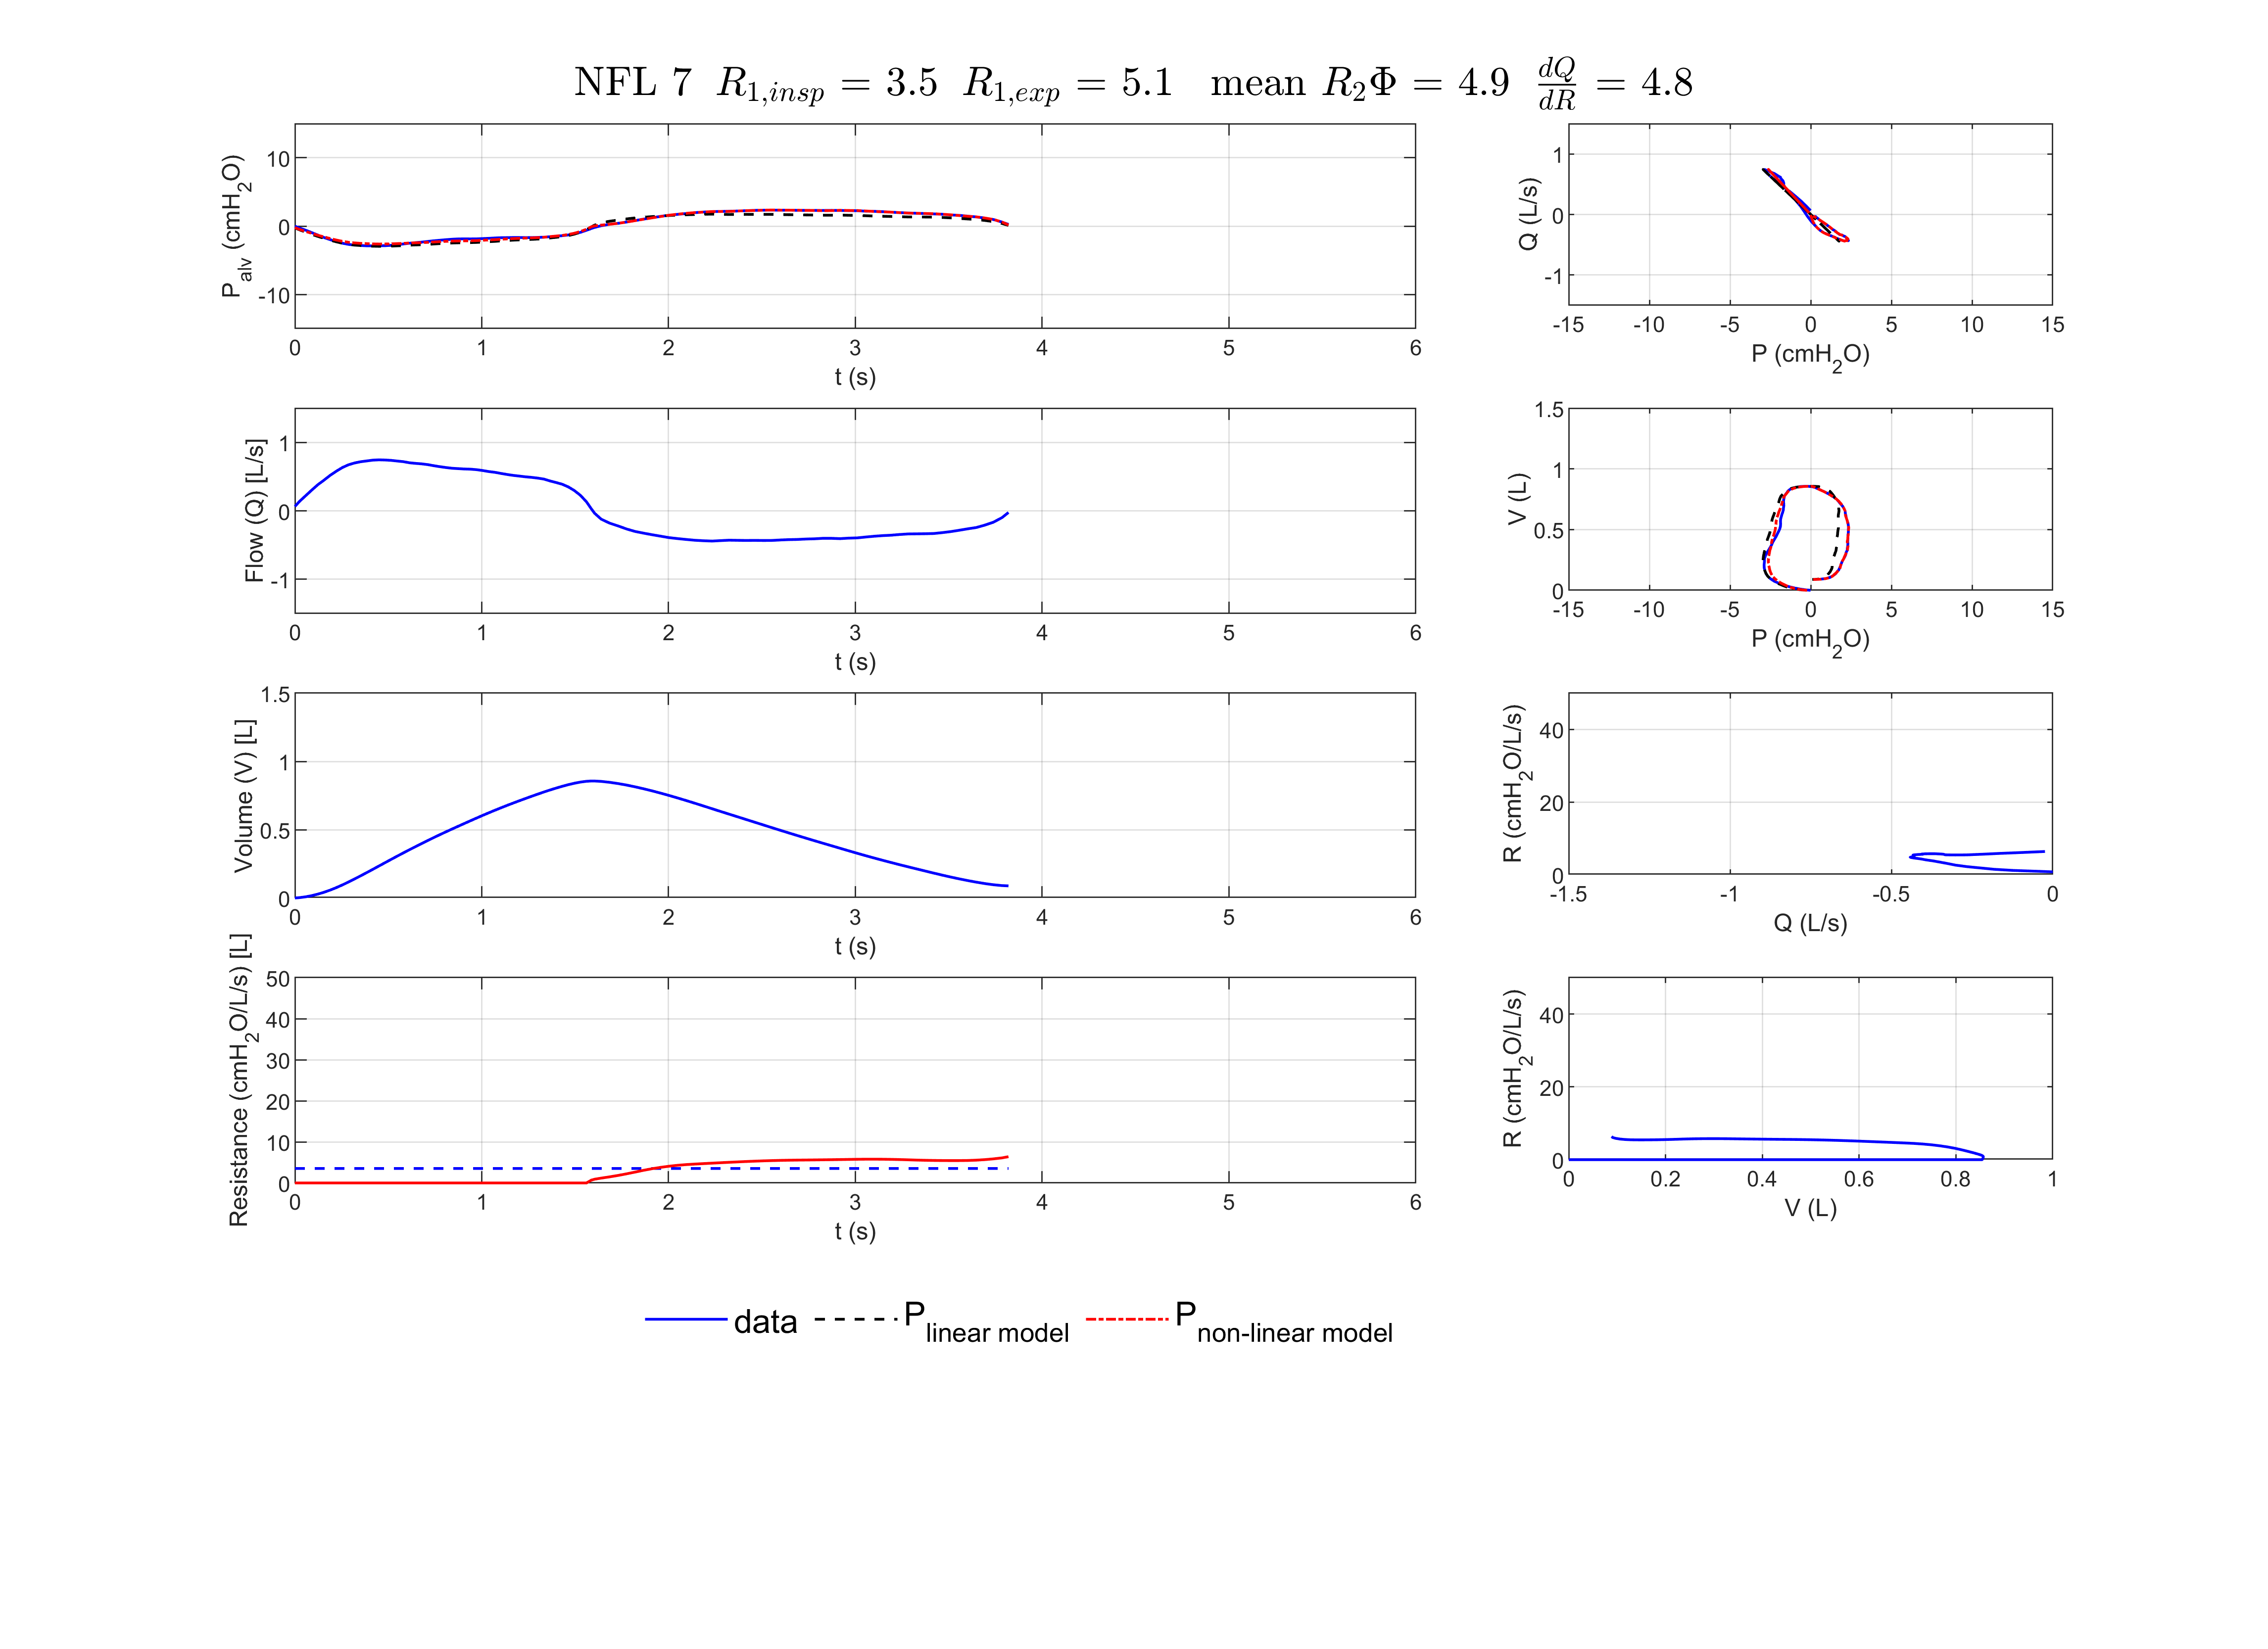 NFL 7 R1,insp = 3.5 R1,exp = 5.1 mean R2Φ = 4.9 dQ/dR = 4.8
Palv (cmH2O)
10
0
-10
0 1 2 3 4 5 6
t (s)
Q (L/s)
1
0
-1
-15 -10 -5 0 5 10 15
P (cmH2O)
Flow (Q) [L/s]
1
0
-1
0 1 2 3 4 5 6
t (s)
V (L)
1.5
1
0.5
0
-15 -10 -5 0 5 10 15
P (cmH2O)
Volume (V) [L]
1.5
1
0.5
0
0 1 2 3 4 5 6
t (s)
R (cmH2O/L/s)
40
20
0
-1.5 -1 -0.5 0
Q (L/s)
Resistance (cmH2O/L/s) [L]
50
40
30
20
10
0
0 1 2 3 4 5 6
t (s)
R (cmH2O/L/s)
40
20
0
0 0.2 0.4 0.6 0.8 1
V (L)
data Plinear model Pnon-linear model